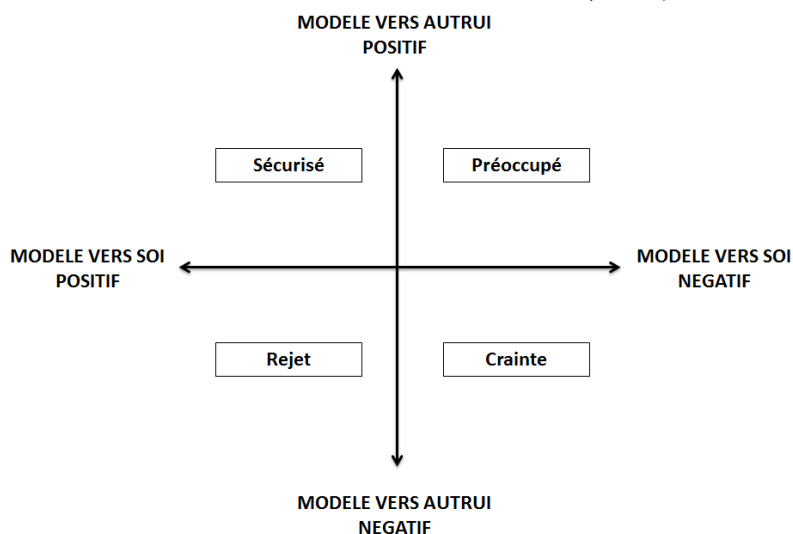 MODELE VERS AUTRUI
POSITIF
Sécurisé
Préoccupé
MODELE VERS SOI
POSITIF
MODELE VERS SOI
NEGATIF
Rejet
Crainte
MODELE VERS AUTRUI
NEGATIF